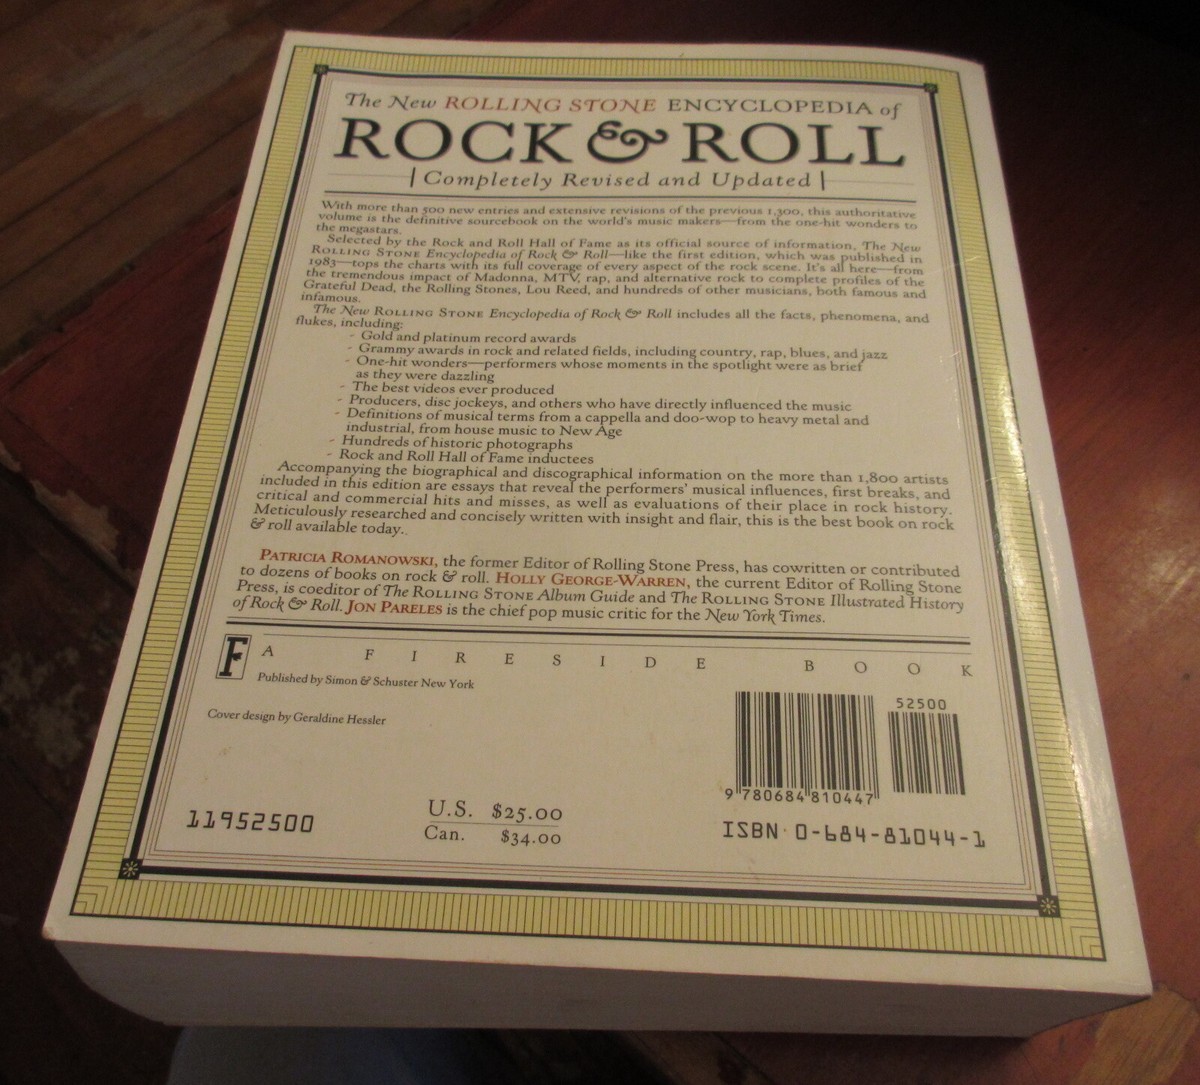 The New ROLLING STONE ENCYCLOPEDIA of
ROCK & ROLL
Completely Revised and Updated
With more than 500 new entries and extensive revisions of the previous 1,300, this authoritative
volume is the definitive sourcebook on the world's music makers—from the one-hit wonders to
the megastars.
Selected by the Rock and Roll Hall of Fame as its official source of information, The New
ROLLING STONE Encyclopedia of Rock & Roll—like the first edition, which was published in
1983—tops the charts with its full coverage of every aspect of the rock scene. It's all here—from
the tremendous impact of Madonna, MTV, rap, and alternative rock to complete profiles of the
Grateful Dead, the Rolling Stones, Lou Reed, and hundreds of other musicians, both famous and
infamous.
The New ROLLING STONE Encyclopedia of Rock & Roll includes all the facts, phenomena, and
flukes, including:
- Gold and platinum record awards
- Grammy awards in rock and related fields, including country, rap, blues, and jazz
- One-hit wonders—performers whose moments in the spotlight were as brief
as they were dazzling
- The best videos ever produced
- Producers, disc jockeys, and others who have directly influenced the music
- Definitions of musical terms from a cappella and doo-wop to heavy metal and
industrial, from house music to New Age
- Hundreds of historic photographs
- Rock and Roll Hall of Fame inductees
Accompanying the biographical and discographical information on the more than 1,800 artists
included in this edition are essays that reveal the performers' musical influences, first breaks, and
critical and commercial hits and misses, as well as evaluations of their place in rock history.
Meticulously researched and concisely written with insight and flair, this is the best book on rock
& roll available today.
PATRICIA ROMANOWSKI, the former Editor of Rolling Stone Press, has cowritten or contributed
to dozens of books on rock & roll. HOLLY GEORGE-WARREN, the current Editor of Rolling Stone
Press, is coeditor of The ROLLING STONE Album Guide and The ROLLING STONE Illustrated History
of Rock & Roll. JON PARELES is the chief pop music critic for the New York Times.
F
A FIRESIDE BOOK
Published by Simon & Schuster New York
Cover design by Geraldine Hessler
52500
9 780684 810447
11952500
U.S. $25.00
Can. $34.00
ISBN 0-684-81044-1